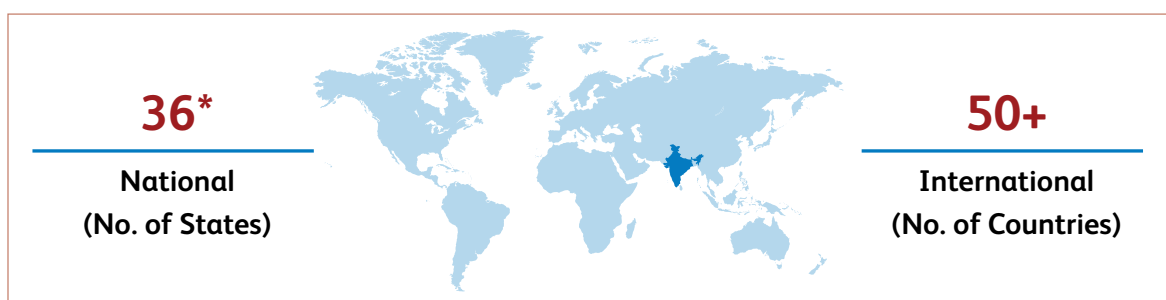 36*
National
(No. of States)
50+
International
(No. of Countries)